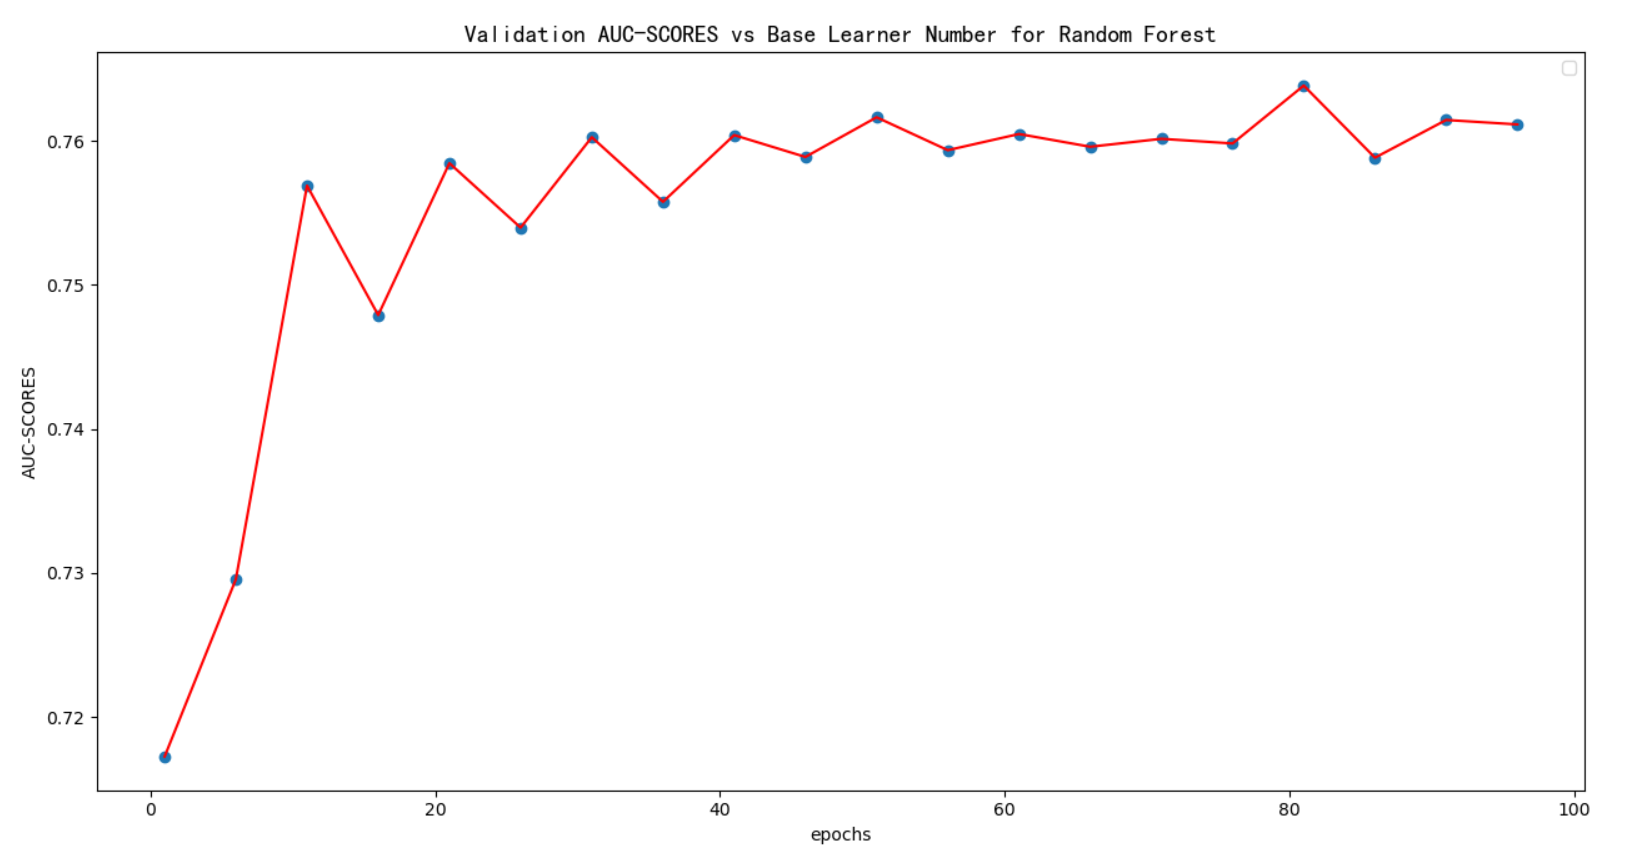 Validation AUC-SCORES vs Base Learner Number for Random Forest
0.76
0.75
0.74
0.73
0.72
AUC-SCORES
0 20 40 60 80 100
epochs